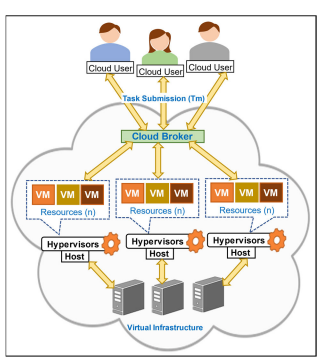 Cloud User
Cloud User
Cloud User
Task Submission (Tm)
Cloud Broker
VM VM VM
Resources (n)
VM VM VM
Resources (n)
VM VM VM
Resources (n)
Hypervisors
Host
Hypervisors
Host
Hypervisors
Host
Virtual Infrastructure